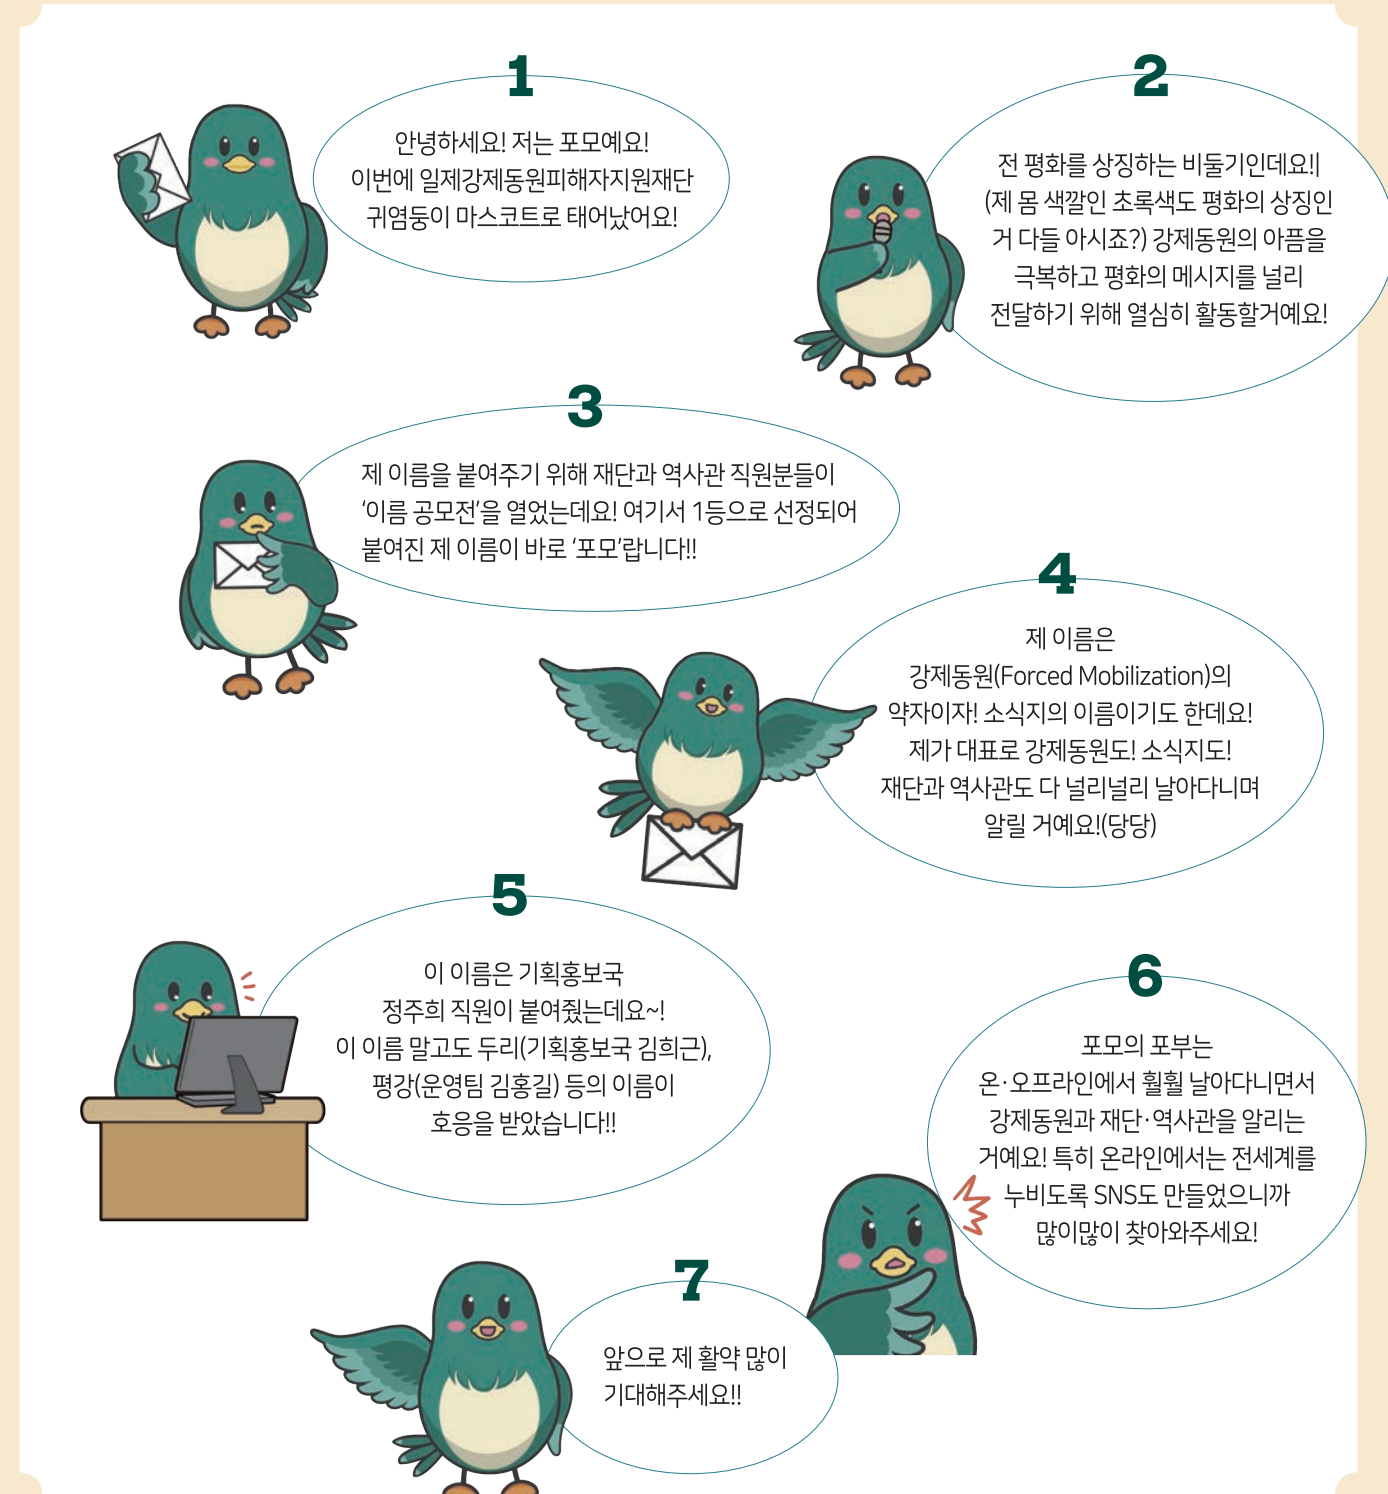 1
안녕하세요! 저는 포모예요!
이번에 일제강제동원피해자지원재단
귀염둥이 마스코트로 태어났어요!
2
전 평화를 상징하는 비둘기인데요!
(제 몸 색깔인 초록색도 평화의 상징인
거 다들 아시죠?) 강제동원의 아픔을
극복하고 평화의 메시지를 널리
전달하기 위해 열심히 활동할거예요!
3
제 이름을 붙여주기 위해 재단과 역사관 직원분들이
‘이름 공모전’을 열었는데요! 여기서 1등으로 선정되어
붙여진 제 이름이 바로 ‘포모’랍니다!!
4
제 이름은
강제동원(Forced Mobilization)의
약자이자! 소식지의 이름이기도 한데요!
제가 대표로 강제동원도! 소식지도!
재단과 역사관도 다 널리널리 날아다니며
알릴 거예요!(당당)
5
이 이름은 기획홍보국
정주희 직원이 붙여줬는데요~!
이 이름 말고도 두리(기획홍보국 김희근),
평강(운영팀 김홍길) 등의 이름이
호응을 받았습니다!!
6
포모의 포부는
온·오프라인에서 훨훨 날아다니면서
강제동원과 재단·역사관을 알리는
거예요! 특히 온라인에서는 전세계를
누비도록 SNS도 만들었으니까
많이많이 찾아와주세요!
7
앞으로 제 활약 많이
기대해주세요!!